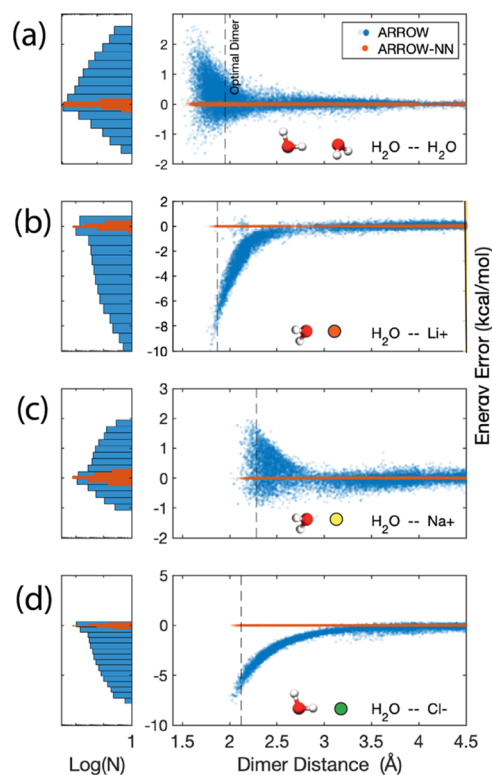 (a)
3
2
1
0
-1
-2
Optimal Dimer
ARROW
ARROW-NN
H2O -- H2O
(b)
2
0
-2
-4
-6
-8
-10
H2O -- Li+
Energy Error (kcal/mol)
(c)
3
2
1
0
-1
-2
H2O -- Na+
(d)
5
0
-5
-10
H2O -- Cl-
1.5 2 2.5 3 3.5 4 4.5
Log(N) Dimer Distance (Å)